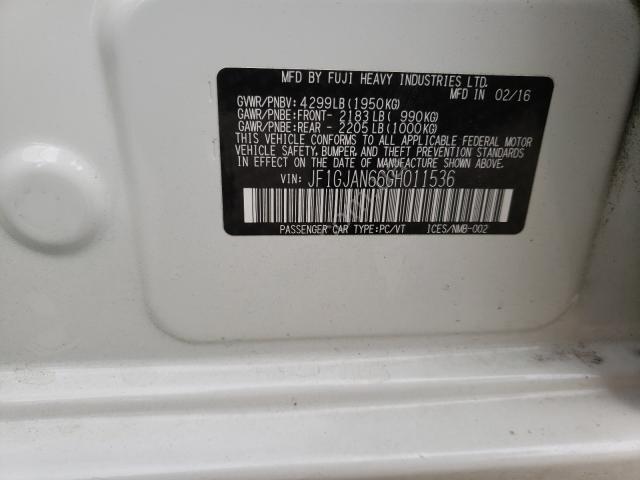 MFD BY FUJI HEAVY INDUSTRIES LTD.
MFD IN 02/16
GVWR/PNBV: 4299LB (1950KG)
GAWR/PNBE:FRONT- 2183LB ( 990KG)
GAWR/PNBE:REAR - 2205LB (1000KG)
THIS VEHICLE CONFORMS TO ALL APPLICABLE FEDERAL MOTOR
VEHICLE SAFETY, BUMPER, AND THEFT PREVENTION STANDARDS
IN EFFECT ON THE DATE OF MANUFACTURE SHOWN ABOVE.
VIN: JF1GJAN66GH011536
PASSENGER CAR TYPE:PC/VT ICES/NMB-002